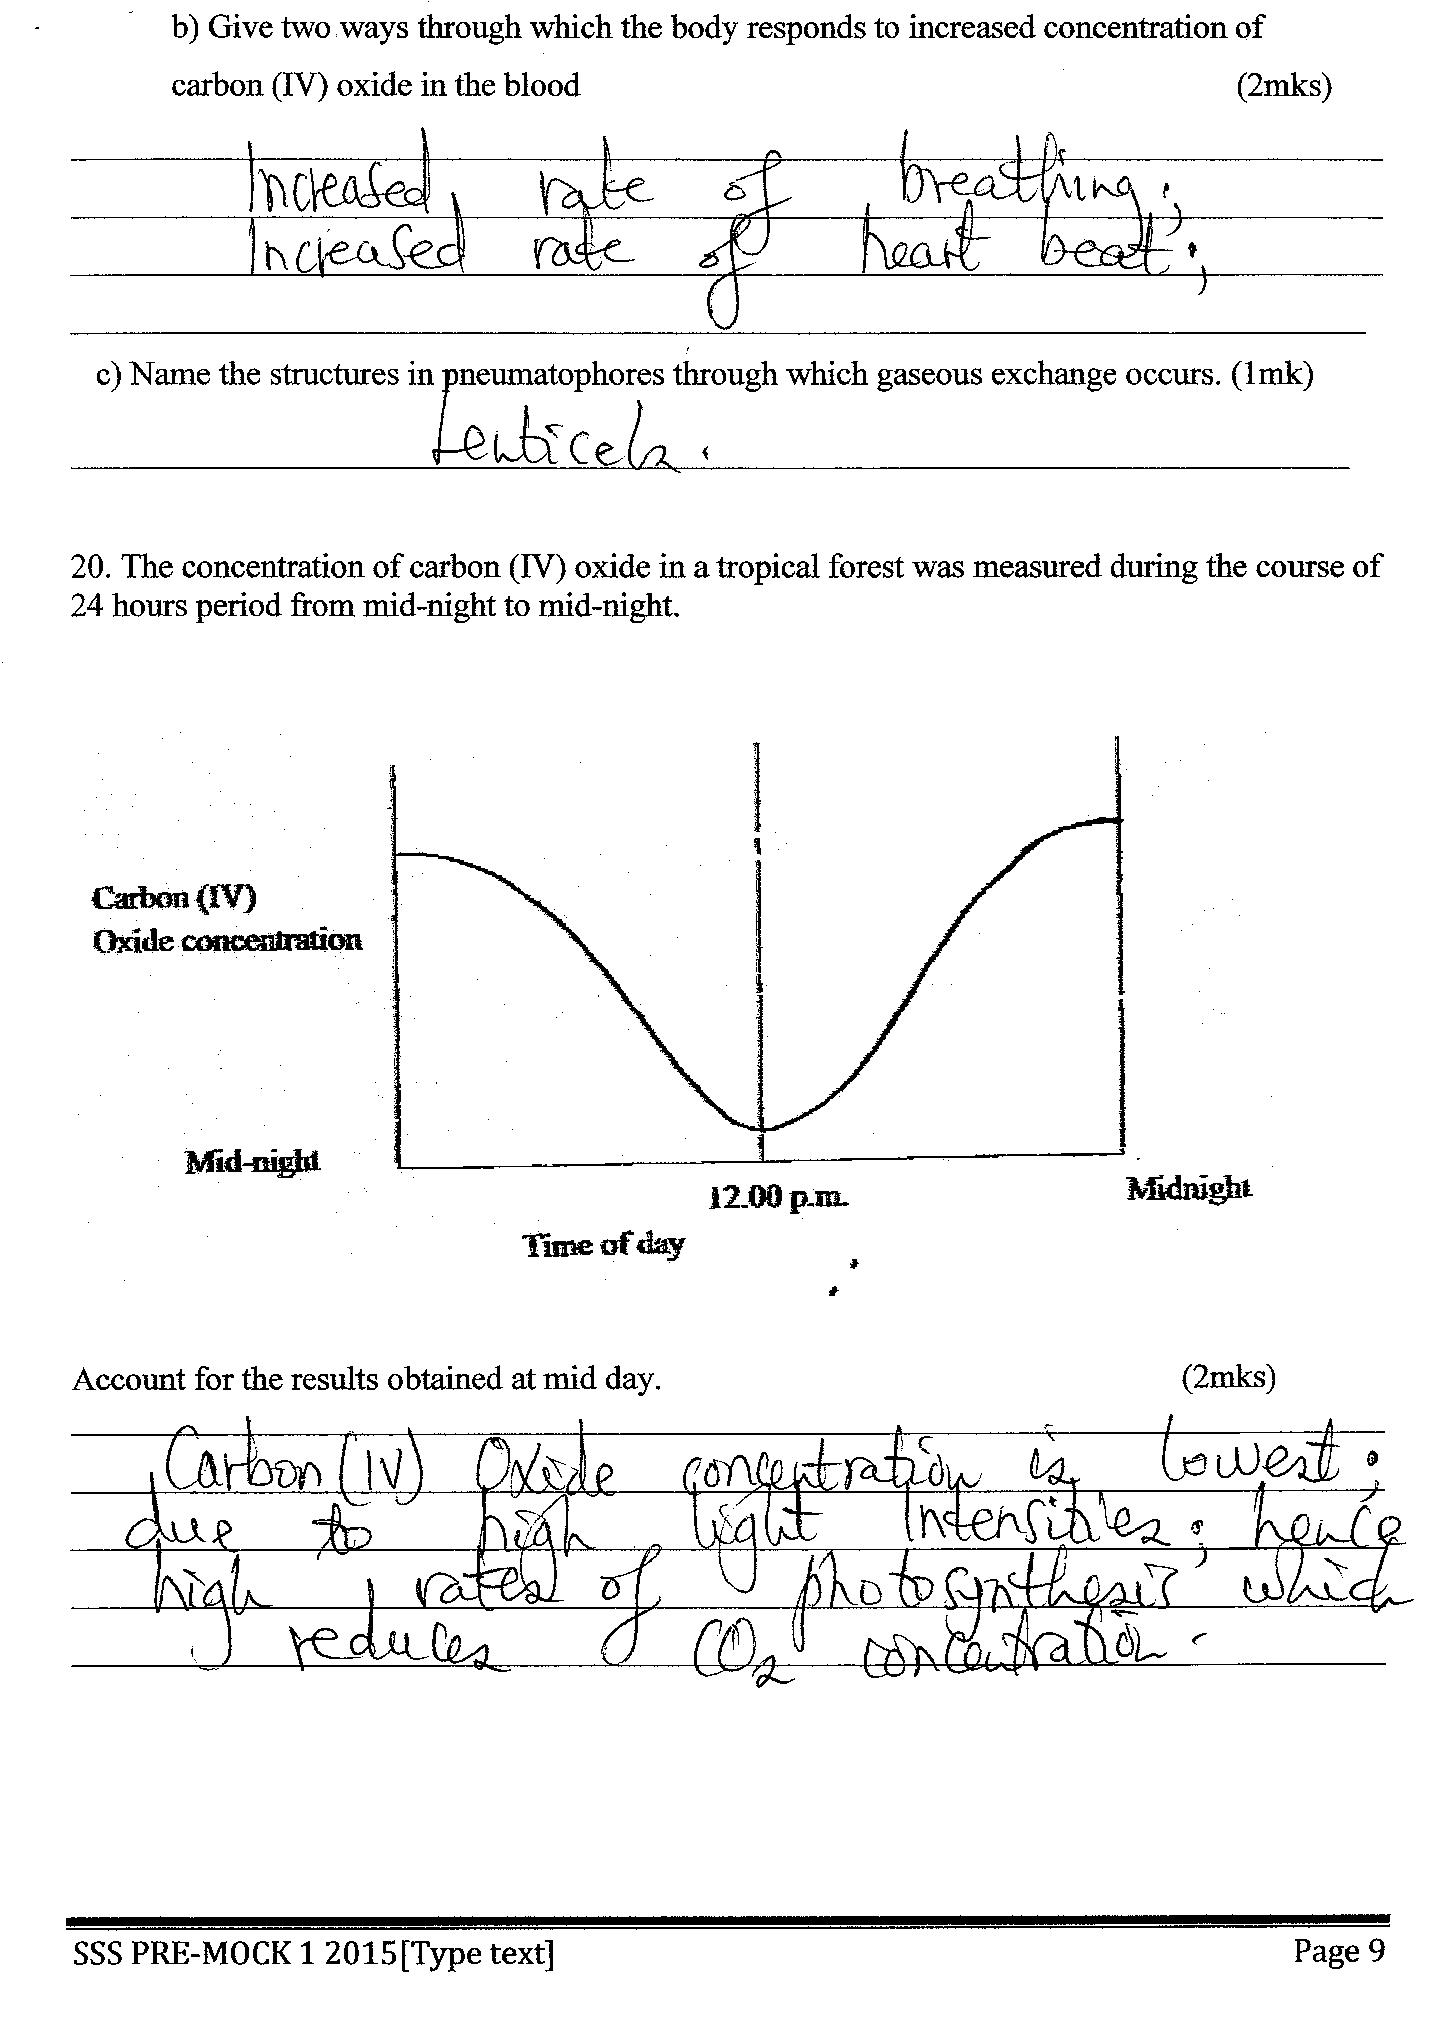 b) Give two ways through which the body responds to increased concentration of
carbon (IV) oxide in the blood (2mks)
Increased rate of breathing;
Increased rate of heart beat;
c) Name the structures in pneumatophores through which gaseous exchange occurs. (1mk)
Lenticels.
20. The concentration of carbon (IV) oxide in a tropical forest was measured during the course of
24 hours period from mid-night to mid-night.
Carbon (IV)
Oxide concentration
Mid-night
12.00 p.m.
Midnight
Time of day
Account for the results obtained at mid day. (2mks)
Carbon (IV) Oxide concentration is lowest;
due to high light Intensities; hence
high rates of photosynthesis which
reduces CO2 concentration.
SSS PRE-MOCK 1 2015[Type text] Page 9